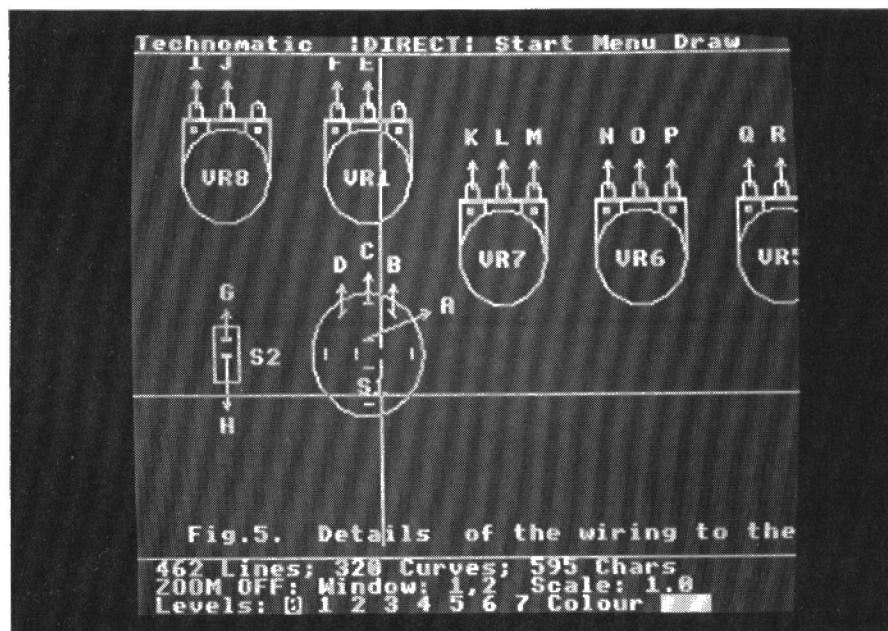 Technomatic :DIRECT: Start Menu Draw
I J F E
K L M N O P Q R
VR8 VR1
VR7 VR6 VR5
D C B
G A
S2
S
H
Fig.5. Details of the wiring to the
462 Lines; 320 Curves; 595 Chars
ZOOM OFF: Window: 1,2 Scale: 1.0
Levels: 0 1 2 3 4 5 6 7 Colour